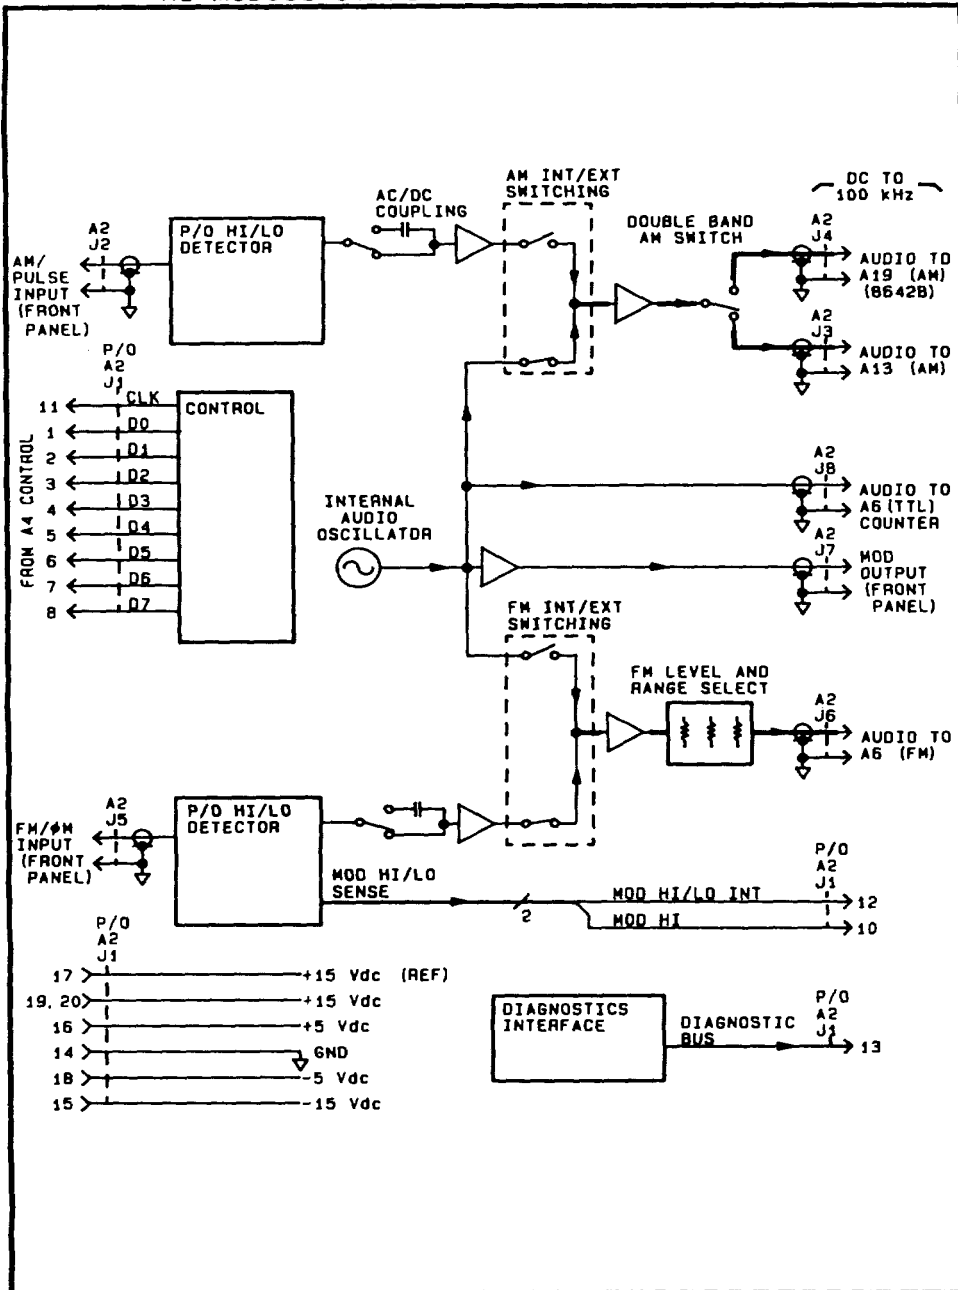 DC TO
100 kHz
AM INT/EXT
SWITCHING
AC/DC
COUPLING
DOUBLE BAND
AM SWITCH
A2
J2
P/O HI/LO
DETECTOR
A2
J4
AM/
PULSE
INPUT
(FRONT
PANEL)
AUDIO TO
A19 (AM)
(8642B)
A2
J3
AUDIO TO
A13 (AM)
P/O
A2
J1
FROM A4 CONTROL
11 CLK
1 D0
2 D1
3 D2
4 D3
5 D4
6 D5
7 D6
8 D7
CONTROL
INTERNAL
AUDIO
OSCILLATOR
A2
J8
AUDIO TO
A6(TTL)
COUNTER
A2
J7
MOD
OUTPUT
(FRONT
PANEL)
FM INT/EXT
SWITCHING
FM LEVEL AND
RANGE SELECT
A2
J6
AUDIO TO
A6 (FM)
A2
J5
FM/ϕM
INPUT
(FRONT
PANEL)
P/O HI/LO
DETECTOR
MOD HI/LO
SENSE
2
MOD HI/LO INT
MOD HI
P/O
A2
J1
12
10
P/O
A2
J1
17 +15 Vdc (REF)
19, 20 +15 Vdc
16 +5 Vdc
14 GND
18 -5 Vdc
15 -15 Vdc
DIAGNOSTICS
INTERFACE
DIAGNOSTIC
BUS
P/O
A2
J1
13